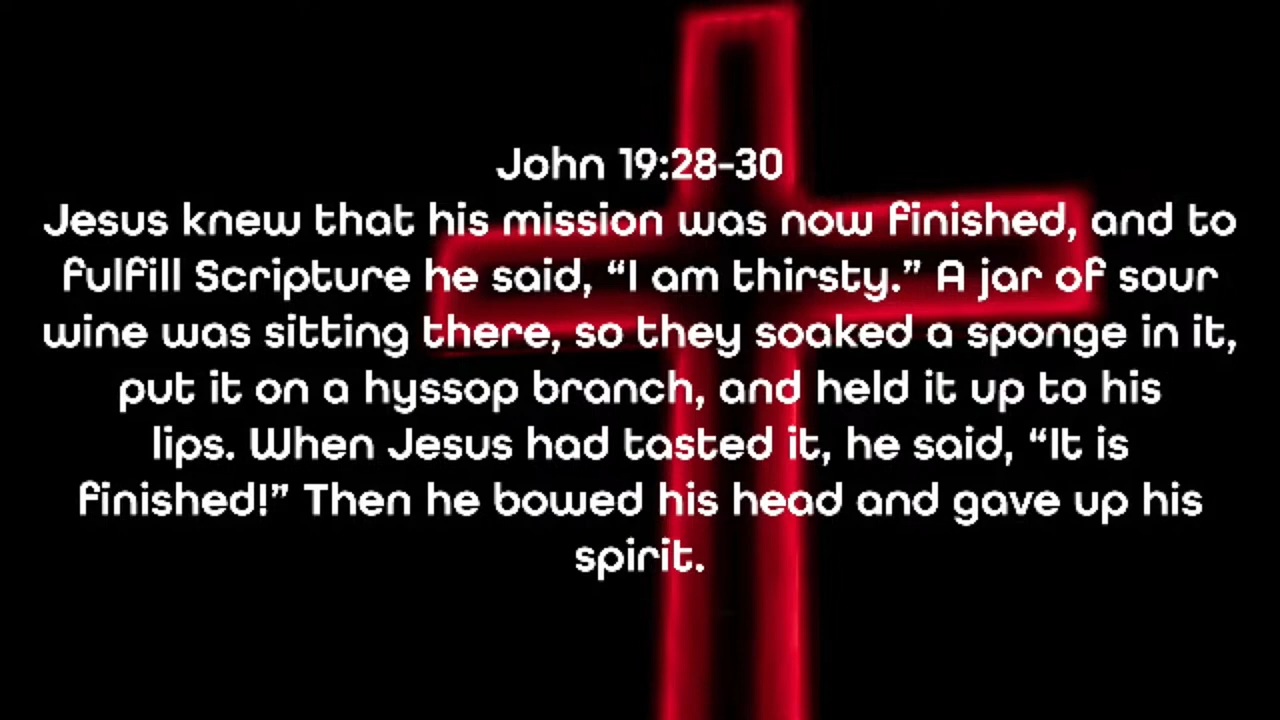 John 19:28-30
Jesus knew that his mission was now finished, and to
fulfill Scripture he said, “I am thirsty.” A jar of sour
wine was sitting there, so they soaked a sponge in it,
put it on a hyssop branch, and held it up to his
lips. When Jesus had tasted it, he said, “It is
finished!” Then he bowed his head and gave up his
spirit.